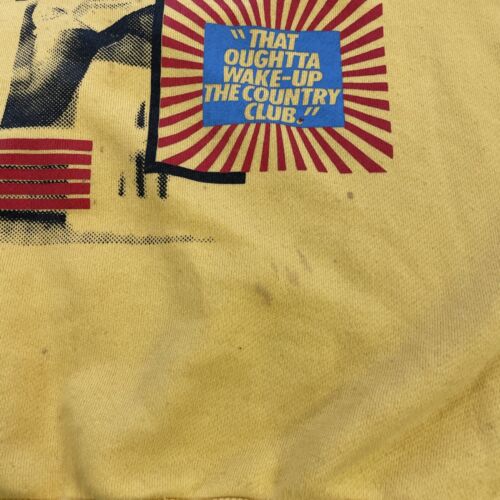 "THAT
OUGHTTA
WAKE-UP
THE COUNTRY
CLUB."